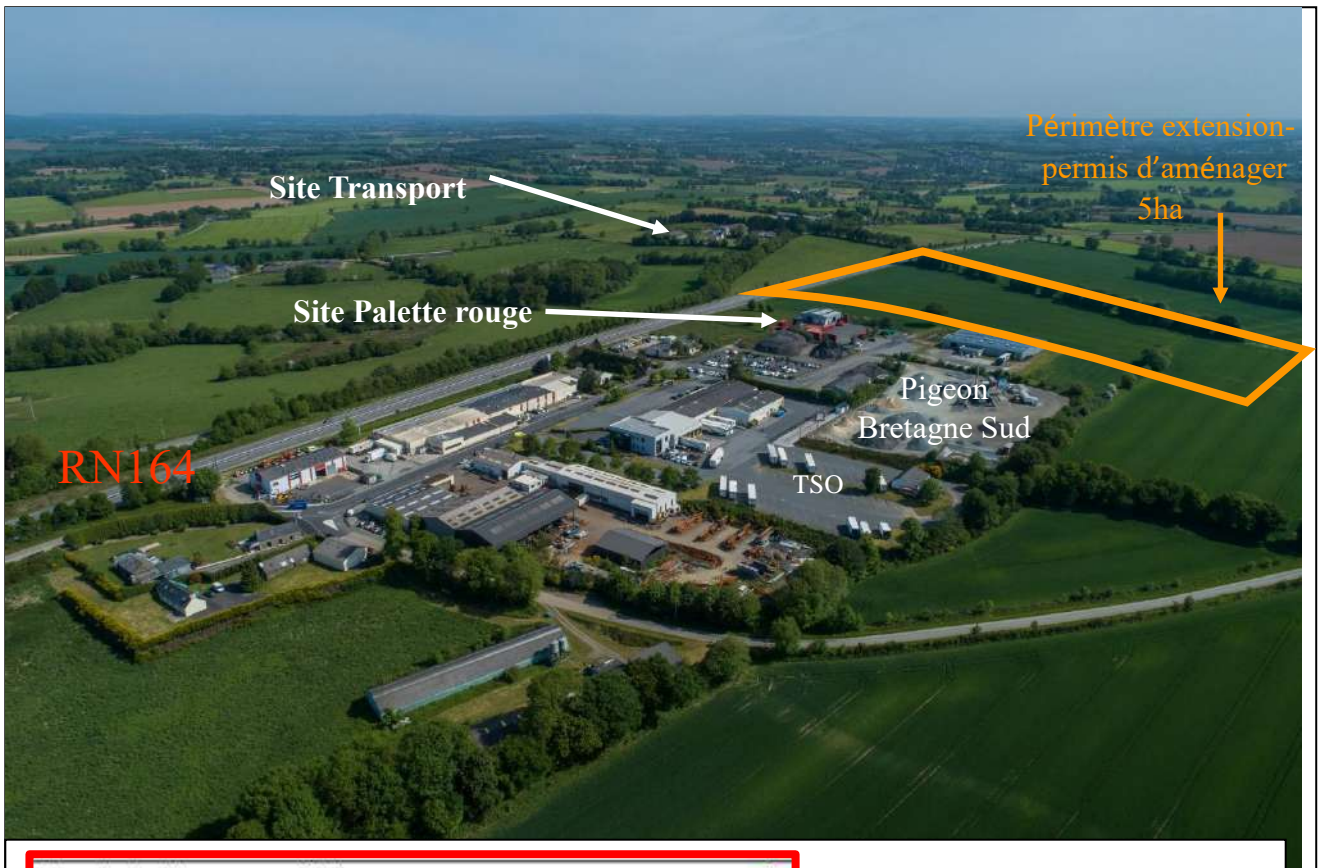 Périmètre extension-
permis d'aménager
5ha
Site Transport
Site Palette rouge
Pigeon
Bretagne Sud
RN164
TSO